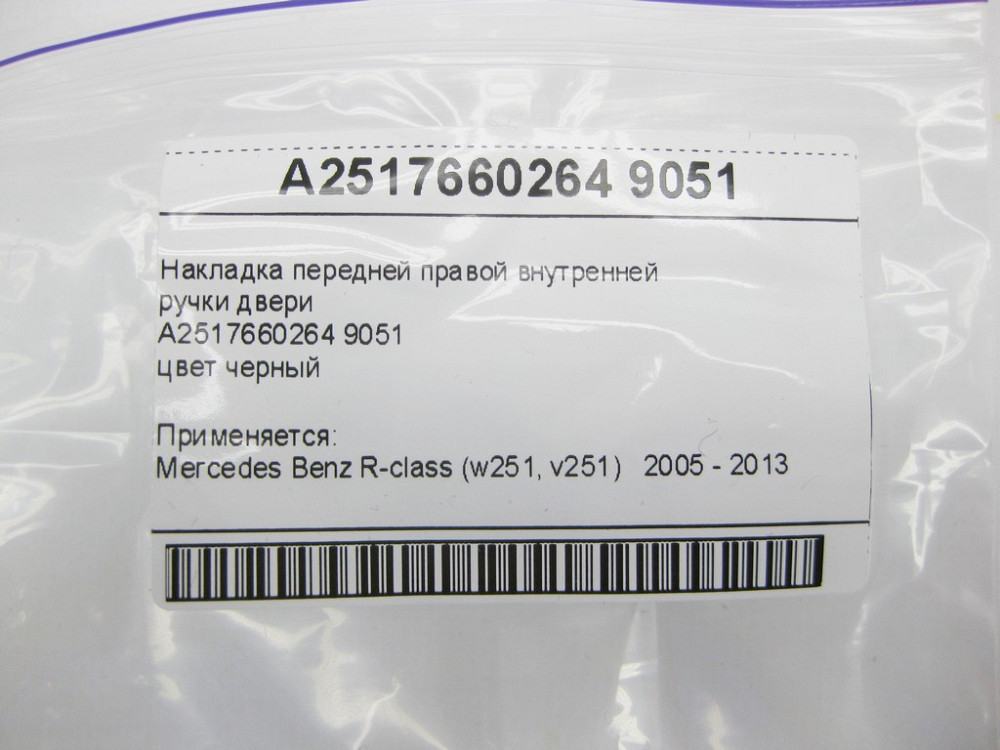 A2517660264 9051
Накладка передней правой внутренней
ручки двери
A2517660264 9051
цвет черный
Применяется:
Mercedes Benz R-class (w251, v251) 2005 - 2013